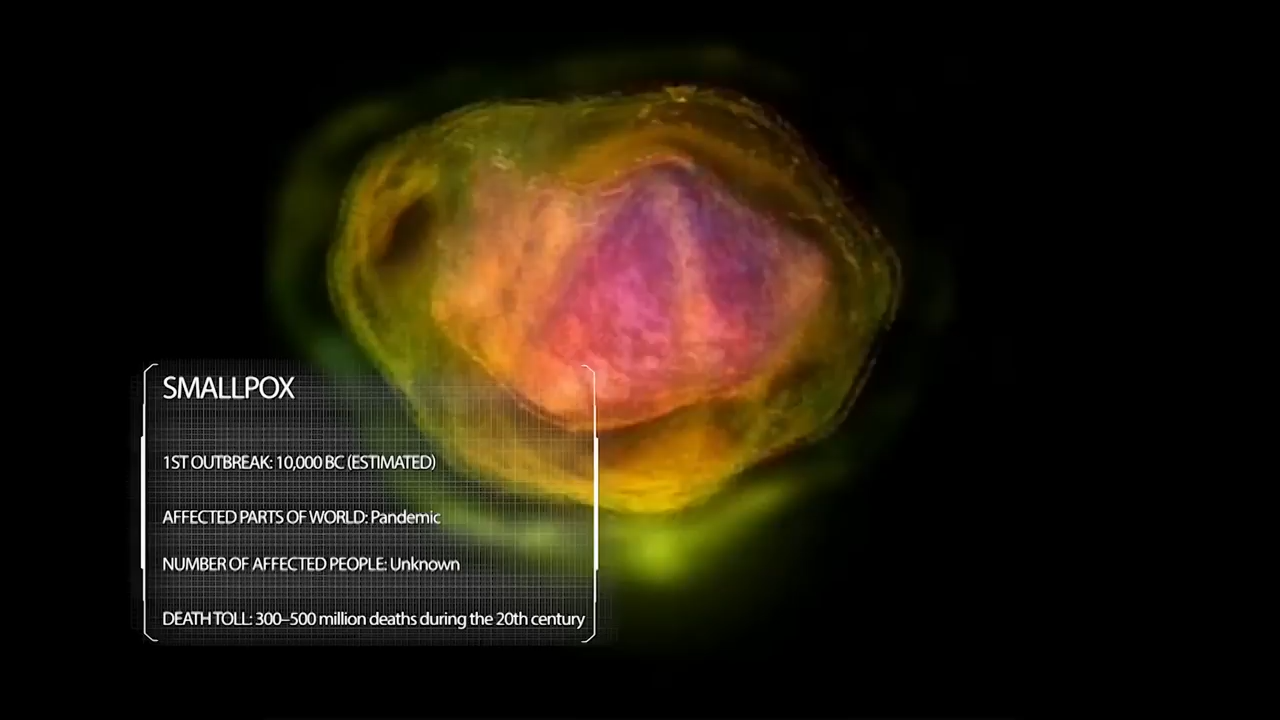 SMALLPOX
1ST OUTBREAK: 10,000 BC (ESTIMATED)
AFFECTED PARTS OF WORLD: Pandemic
NUMBER OF AFFECTED PEOPLE: Unknown
DEATH TOLL: 300–500 million deaths during the 20th century